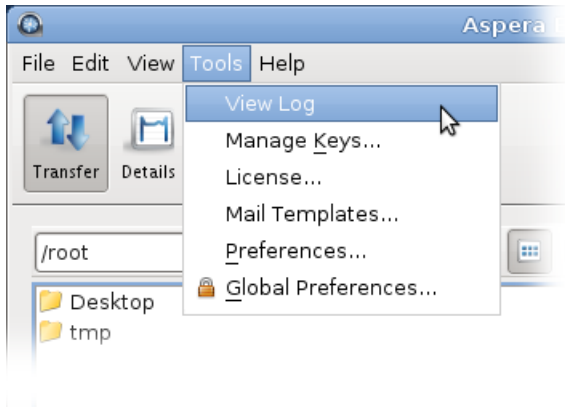 Aspera
File Edit View Tools Help
View Log
Manage Keys...
License...
Mail Templates...
Preferences...
Global Preferences...
Transfer Details
/root
Desktop
tmp